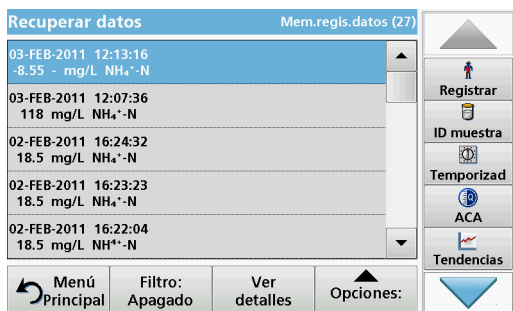 Recuperar datos
Mem.regis.datos (27)
03-FEB-2011 12:13:16
-8.55 - mg/L NH₄⁺-N
03-FEB-2011 12:07:36
118 mg/L NH₄⁺-N
02-FEB-2011 16:24:32
18.5 mg/L NH₄⁺-N
02-FEB-2011 16:23:23
18.5 mg/L NH₄⁺-N
02-FEB-2011 16:22:04
18.5 mg/L NH⁴⁺-N
Registrar
ID muestra
Temporizad
ACA
Tendencias
Menú
Principal
Filtro:
Apagado
Ver
detalles
Opciones: